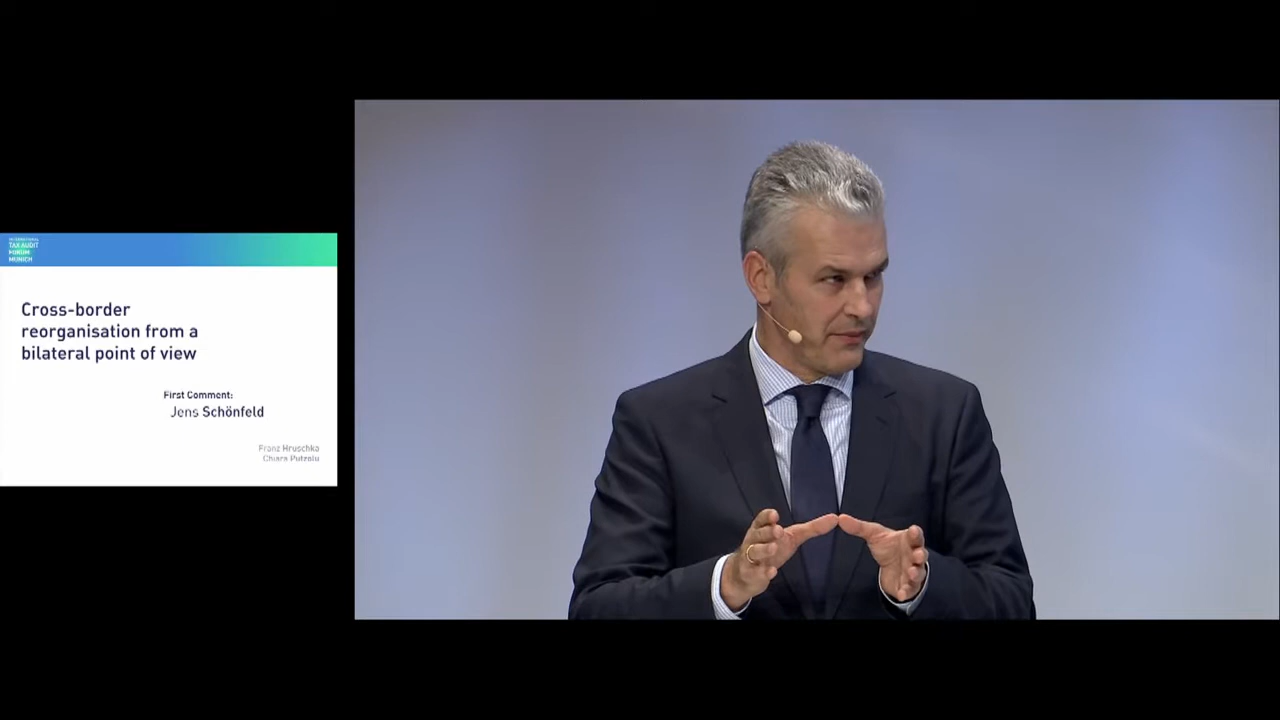 INTERNATIONAL
TAX AUDIT
FORUM
MUNICH
Cross-border
reorganisation from a
bilateral point of view
First Comment:
Jens Schönfeld
Franz Hruschka
Chiara Putzolu